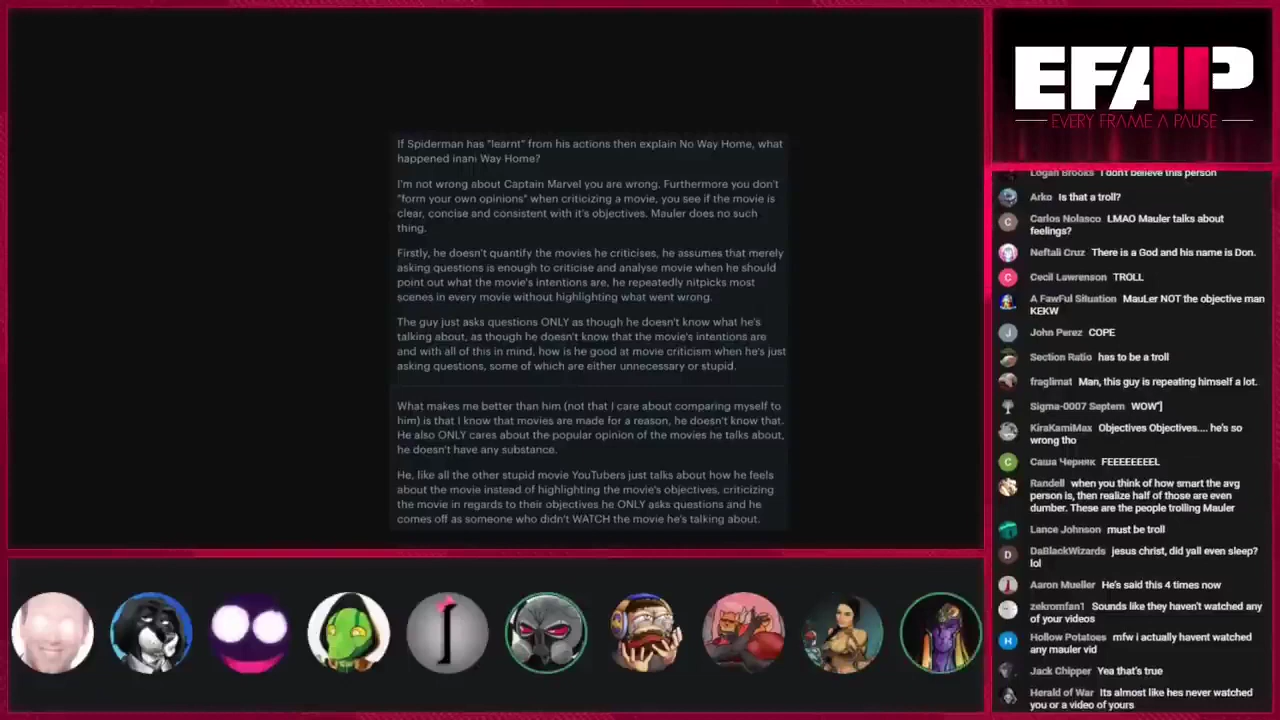 If Spiderman has "learnt" from his actions then explain No Way Home, what
happened inani Way Home?
I'm not wrong about Captain Marvel you are wrong. Furthermore you don't
"form your own opinions" when criticizing a movie, you see if the movie is
clear, concise and consistent with it's objectives. Mauler does no such
thing.
Firstly, he doesn't quantify the movies he criticises, he assumes that merely
asking questions is enough to criticise and analyse movie when he should
point out what the movie's intentions are, he repeatedly nitpicks most
scenes in every movie without highlighting what went wrong.
The guy just asks questions ONLY as though he doesn't know what he's
talking about, as though he doesn't know that the movie's intentions are
and with all of this in mind, how is he good at movie criticism when he's just
asking questions, some of which are either unnecessary or stupid.
What makes me better than him (not that I care about comparing myself to
him) is that I know that movies are made for a reason, he doesn't know that.
He also ONLY cares about the popular opinion of the movies he talks about,
he doesn't have any substance.
He, like all the other stupid movie YouTubers just talks about how he feels
about the movie instead of highlighting the movie's objectives, criticizing
the movie in regards to their objectives he ONLY asks questions and he
comes off as someone who didn't WATCH the movie he's talking about.
EFAP
EVERY FRAME A PAUSE
Logan Brooks I don't believe this person
Arko Is that a troll?
C Carlos Nolasco LMAO Mauler talks about
feelings?
Neftali Cruz There is a God and his name is Don.
C Cecil Lawrenson TROLL
A FawFul Situation MauLer NOT the objective man
KEKW
J John Perez COPE
Section Ratio has to be a troll
fraglimat Man, this guy is repeating himself a lot.
Sigma-0007 Septem WOW"]
KiraKamiMax Objectives Objectives.... he's so
wrong tho
С Саша Черняк FEEEEEEEEL
Randell when you think of how smart the avg
person is, then realize half of those are even
dumber. These are the people trolling Mauler
Lance Johnson must be troll
D DaBlackWizards jesus christ, did yall even sleep?
lol
Aaron Mueller He's said this 4 times now
zekromfan1 Sounds like they haven't watched any
of your videos
H Hollow Potatoes mfw i actually havent watched
any mauler vid
Jack Chipper Yea that's true
Herald of War Its almost like hes never watched
you or a video of yours